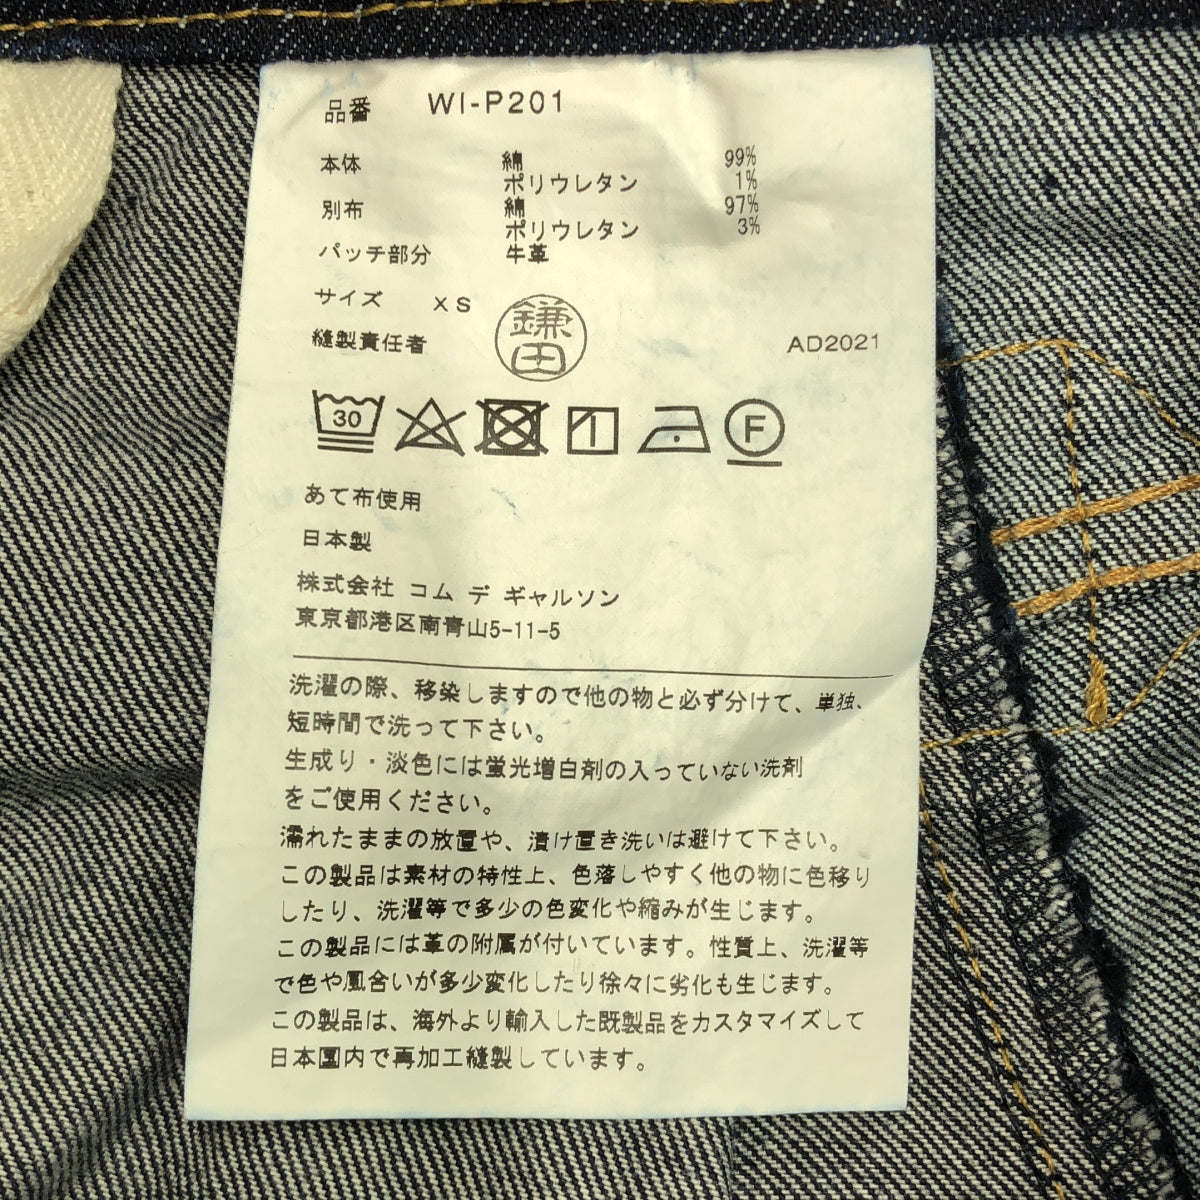 品番 WI-P201
本体 綿 99%
ポリウレタン 1%
別布 綿 97%
ポリウレタン 3%
パッチ部分 牛革
サイズ XS
縫製責任者 鎌田 AD2021
30 F
あて布使用
日本製
株式会社 コム デ ギャルソン
東京都港区南青山5-11-5
洗濯の際、移染しますので他の物と必ず分けて、単独、
短時間で洗って下さい。
生成り・淡色には蛍光増白剤の入っていない洗剤
をご使用ください。
濡れたままの放置や、漬け置き洗いは避けて下さい。
この製品は素材の特性上、色落しやすく他の物に色移り
したり、洗濯等で多少の色変化や縮みが生じます。
この製品には革の附属が付いています。性質上、洗濯等
で色や風合いが多少変化したり徐々に劣化も生じます。
この製品は、海外より輸入した既製品をカスタマイズして
日本国内で再加工縫製しています。